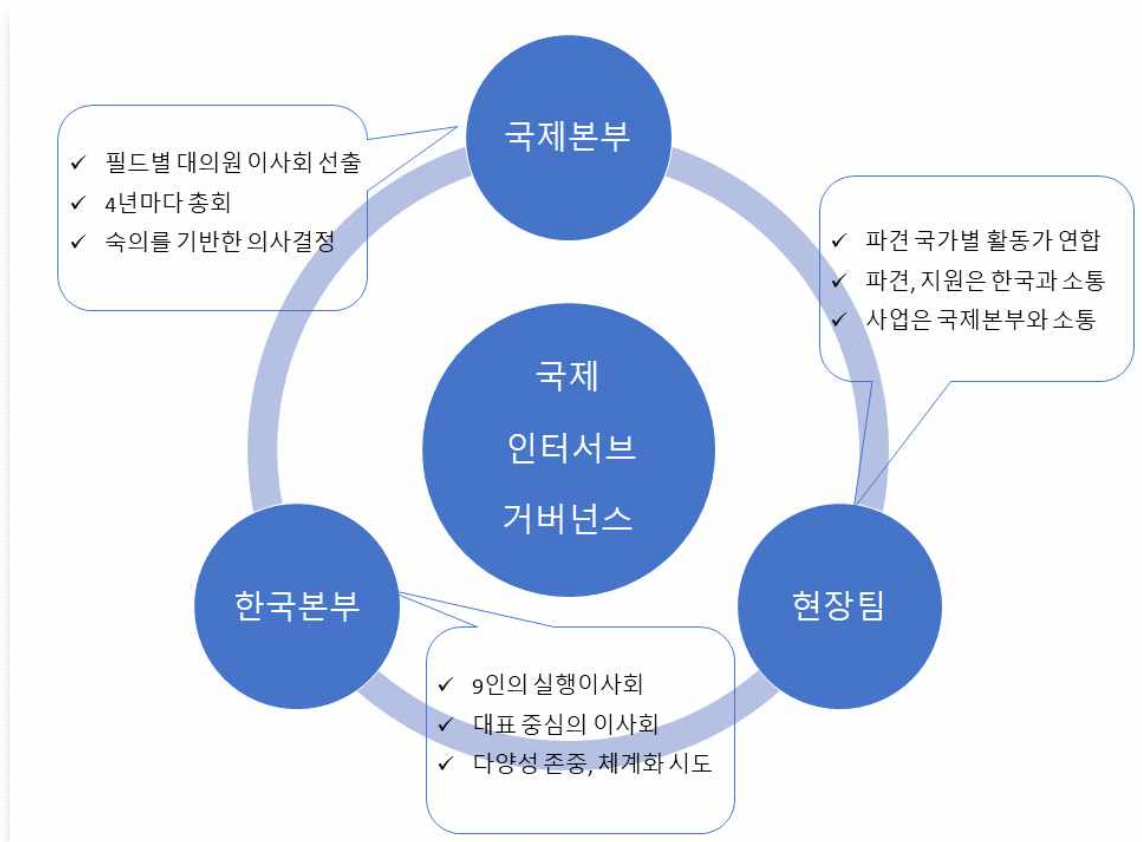 국제본부
✓ 필드별 대의원 이사회 선출
✓ 4년마다 총회
✓ 숙의를 기반한 의사결정
✓ 파견 국가별 활동가 연합
✓ 파견, 지원은 한국과 소통
✓ 사업은 국제본부와 소통
국제
인터서브
거버넌스
한국본부
현장팀
✓ 9인의 실행이사회
✓ 대표 중심의 이사회
✓ 다양성 존중, 체계화 시도